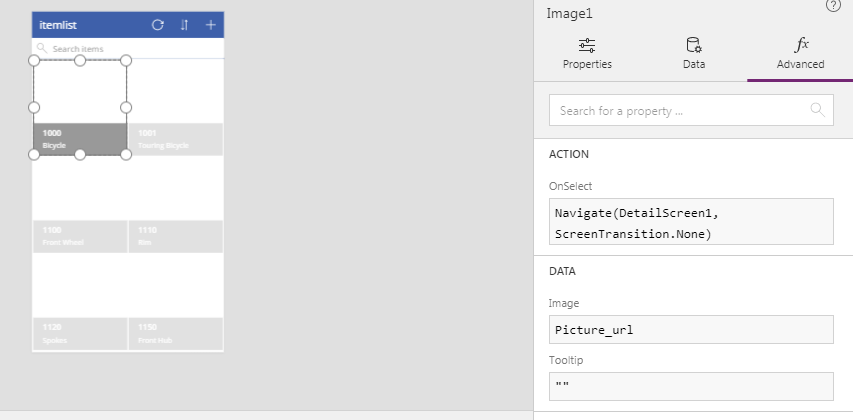 itemlist
Search items
1000
Bicycle
1001
Touring Bicycle
1100
Front Wheel
1110
Rim
1120
Spokes
1150
Front Hub
Image1
?
Properties
Data
fx
Advanced
Search for a property ...
ACTION
OnSelect
Navigate(DetailScreen1,
ScreenTransition.None)
DATA
Image
Picture_url
Tooltip
""